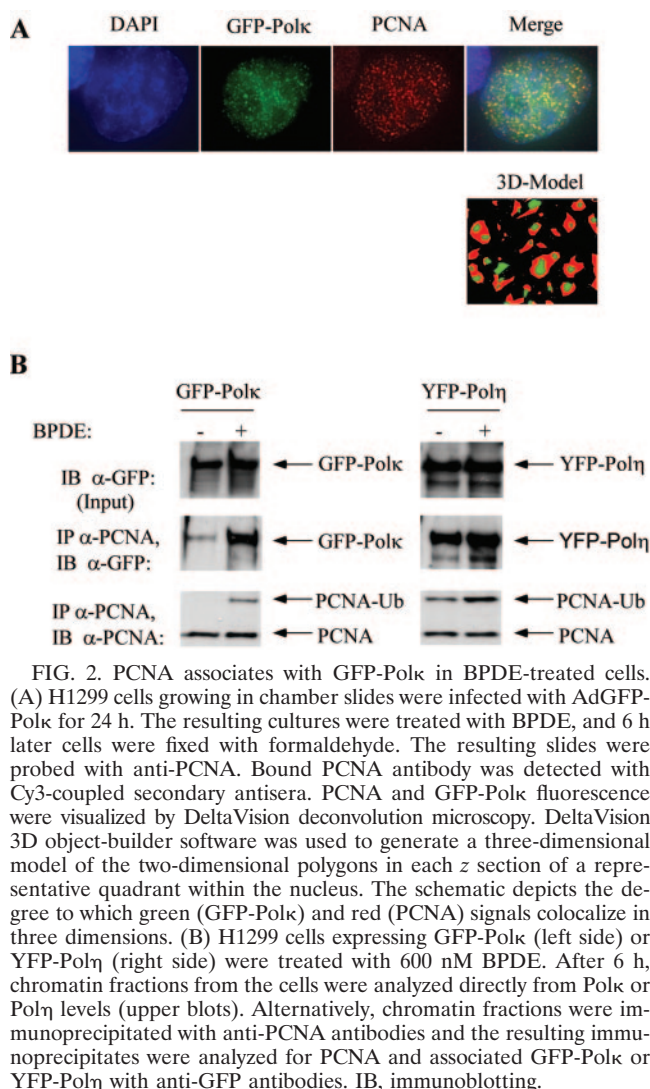 A
DAPI GFP-Polκ PCNA Merge
3D-Model
B
GFP-Polκ YFP-Polη
BPDE: - + - +
IB α-GFP: (Input) GFP-Polκ YFP-Polη
IP α-PCNA, IB α-GFP: GFP-Polκ YFP-Polη
IP α-PCNA, IB α-PCNA: PCNA-Ub PCNA PCNA-Ub PCNA
FIG. 2. PCNA associates with GFP-Polκ in BPDE-treated cells.
(A) H1299 cells growing in chamber slides were infected with AdGFP-
Polκ for 24 h. The resulting cultures were treated with BPDE, and 6 h
later cells were fixed with formaldehyde. The resulting slides were
probed with anti-PCNA. Bound PCNA antibody was detected with
Cy3-coupled secondary antisera. PCNA and GFP-Polκ fluorescence
were visualized by DeltaVision deconvolution microscopy. DeltaVision
3D object-builder software was used to generate a three-dimensional
model of the two-dimensional polygons in each z section of a repre-
sentative quadrant within the nucleus. The schematic depicts the de-
gree to which green (GFP-Polκ) and red (PCNA) signals colocalize in
three dimensions. (B) H1299 cells expressing GFP-Polκ (left side) or
YFP-Polη (right side) were treated with 600 nM BPDE. After 6 h,
chromatin fractions from the cells were analyzed directly from Polκ or
Polη levels (upper blots). Alternatively, chromatin fractions were im-
munoprecipitated with anti-PCNA antibodies and the resulting immu-
noprecipitates were analyzed for PCNA and associated GFP-Polκ or
YFP-Polη with anti-GFP antibodies. IB, immunoblotting.